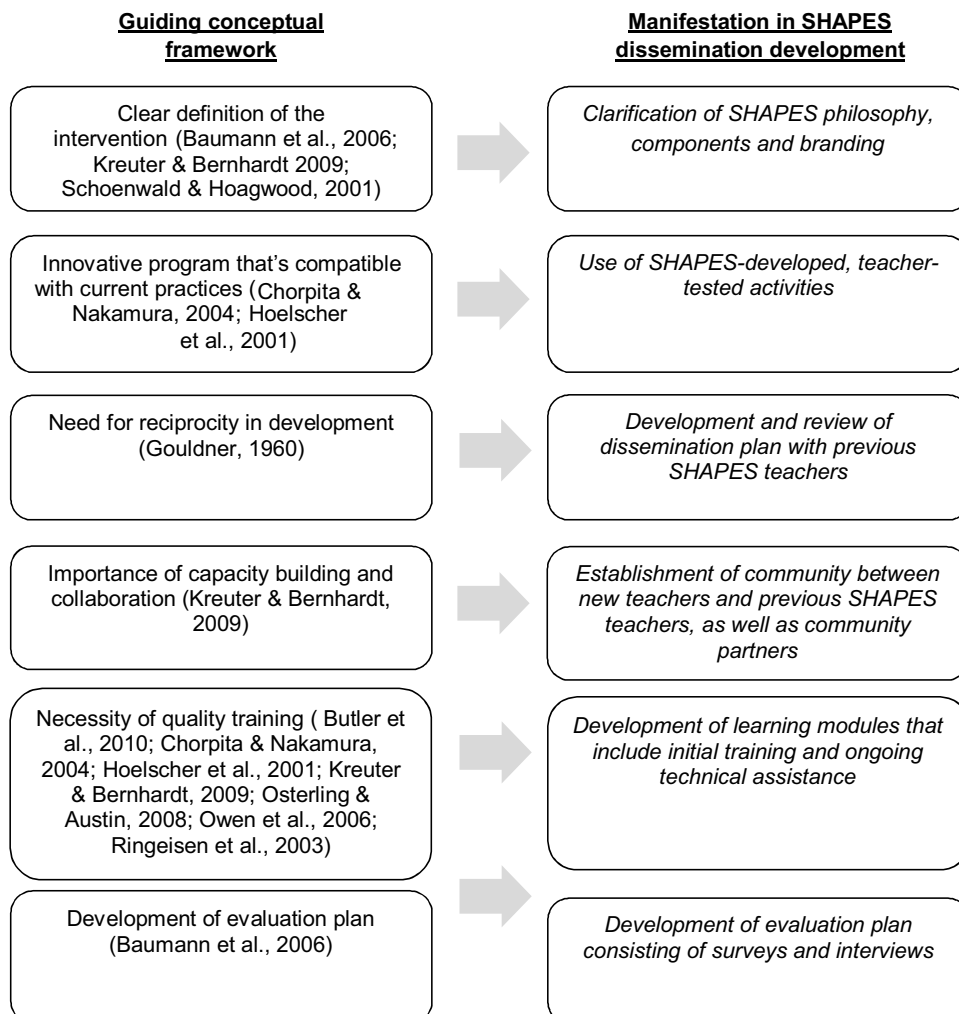 Guiding conceptual
framework
Manifestation in SHAPES
dissemination development
Clear definition of the
intervention (Baumann et al., 2006;
Kreuter & Bernhardt 2009;
Schoenwald & Hoagwood, 2001)
Clarification of SHAPES philosophy,
components and branding
Innovative program that's compatible
with current practices (Chorpita &
Nakamura, 2004; Hoelscher
et al., 2001)
Use of SHAPES-developed, teacher-
tested activities
Need for reciprocity in development
(Gouldner, 1960)
Development and review of
dissemination plan with previous
SHAPES teachers
Importance of capacity building and
collaboration (Kreuter & Bernhardt,
2009)
Establishment of community between
new teachers and previous SHAPES
teachers, as well as community
partners
Necessity of quality training ( Butler et
al., 2010; Chorpita & Nakamura,
2004; Hoelscher et al., 2001; Kreuter
& Bernhardt, 2009; Osterling &
Austin, 2008; Owen et al., 2006;
Ringeisen et al., 2003)
Development of learning modules that
include initial training and ongoing
technical assistance
Development of evaluation plan
(Baumann et al., 2006)
Development of evaluation plan
consisting of surveys and interviews